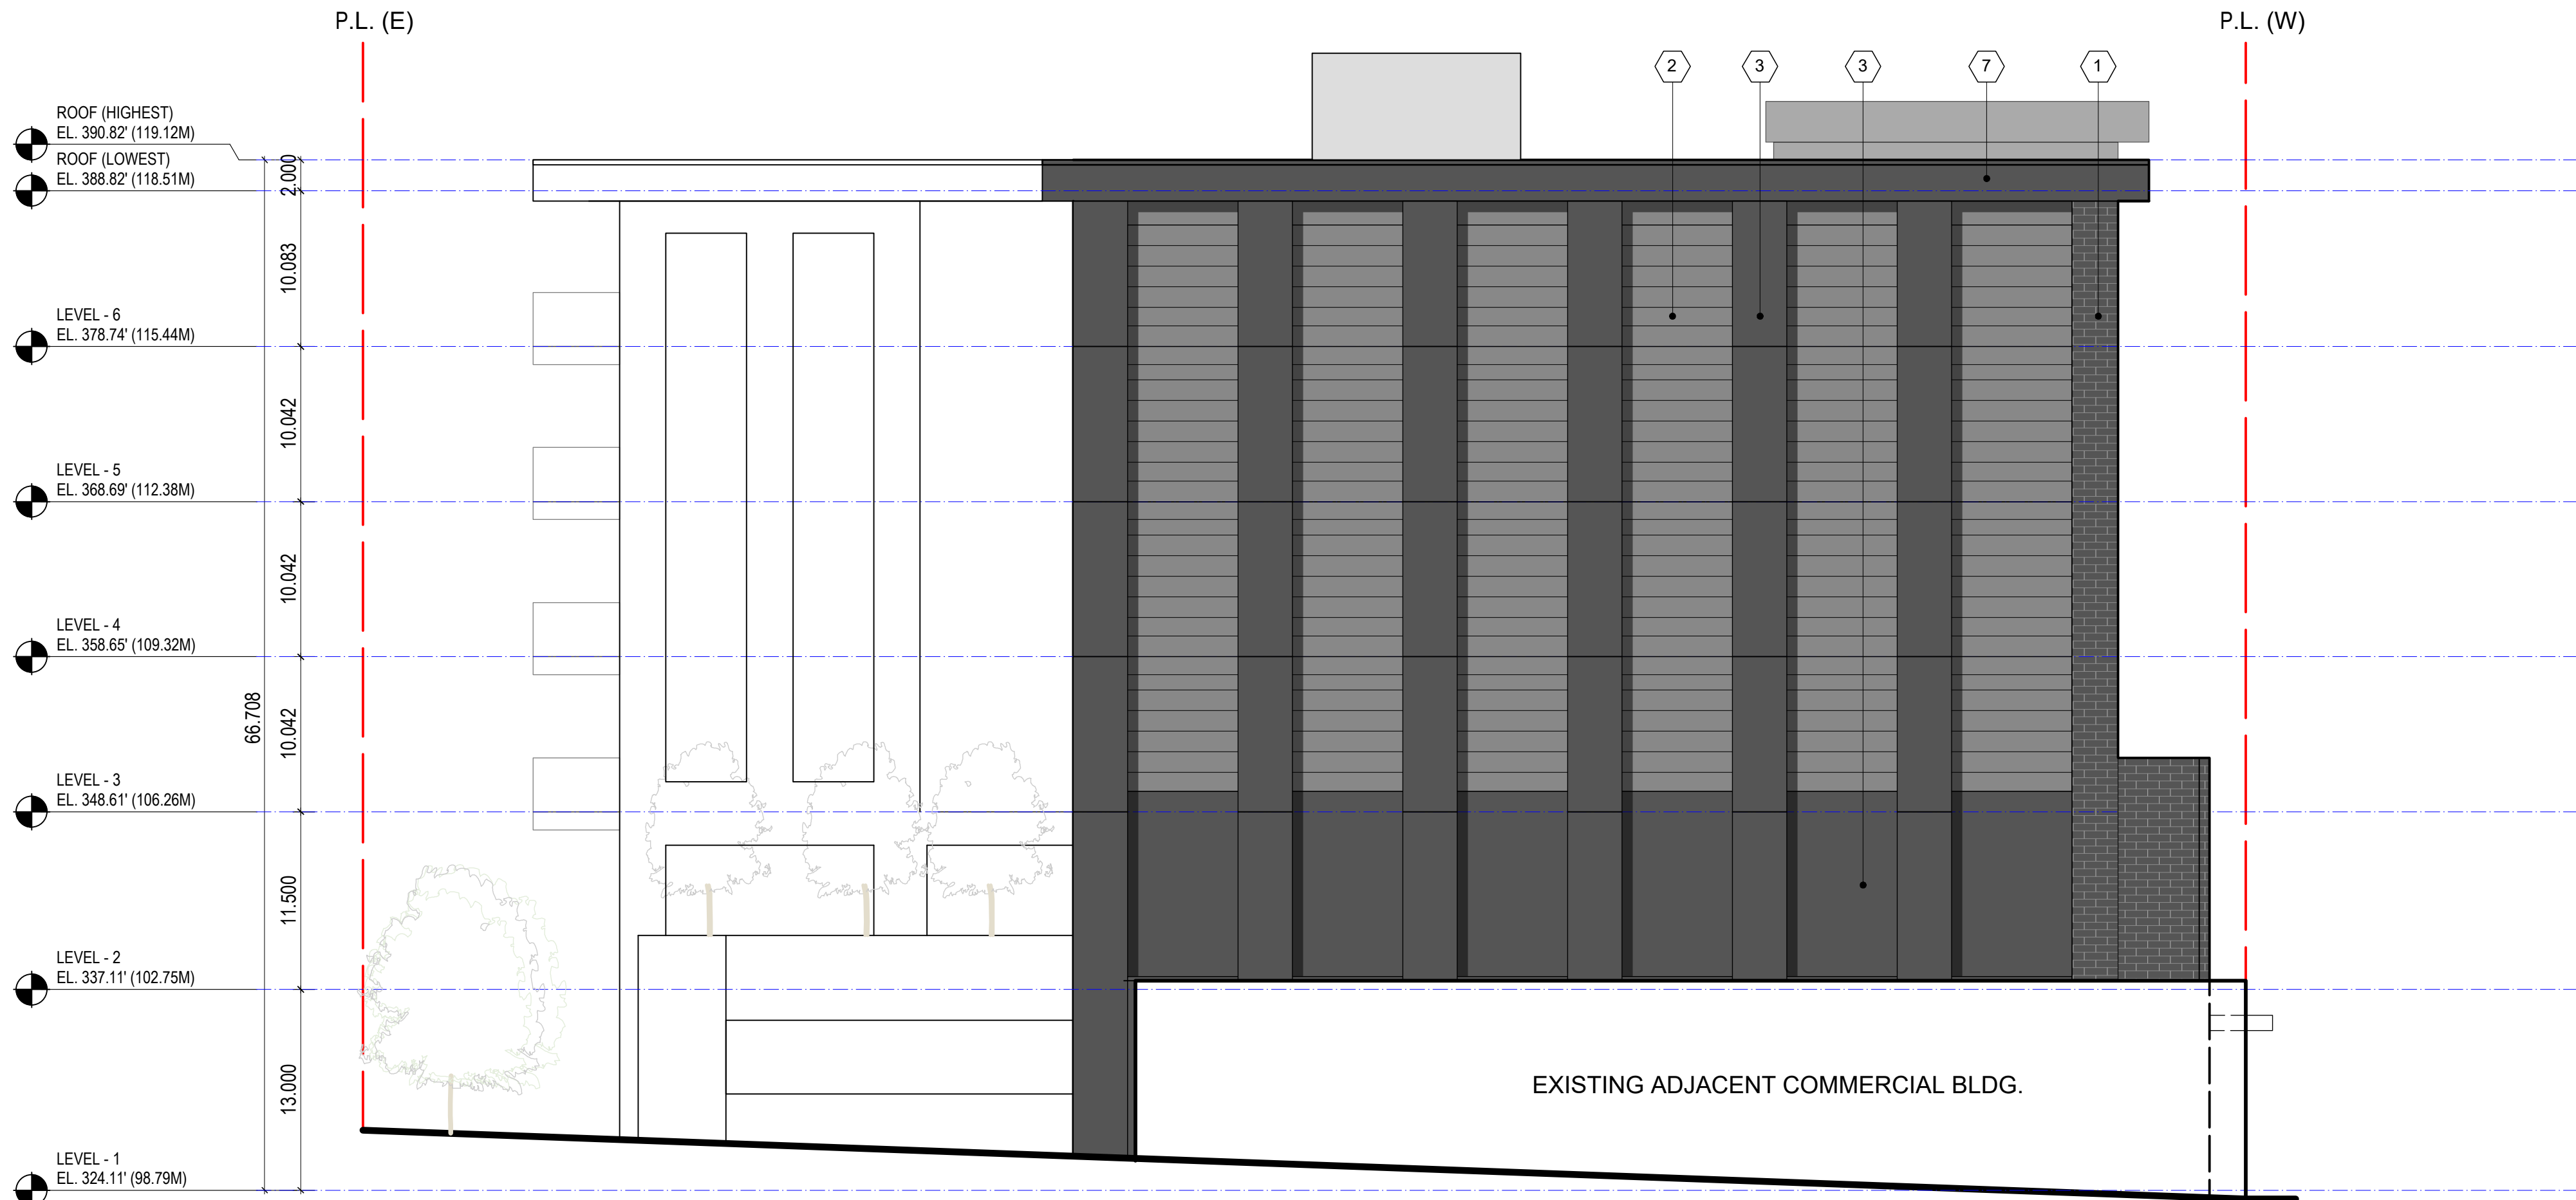 P.L. (E)
P.L. (W)
2
3
3
7
1
ROOF (HIGHEST)
EL. 390.82' (119.12M)
ROOF (LOWEST)
EL. 388.82' (118.51M)
2.000
10.083
LEVEL - 6
EL. 378.74' (115.44M)
10.042
LEVEL - 5
EL. 368.69' (112.38M)
10.042
LEVEL - 4
EL. 358.65' (109.32M)
66.708
10.042
LEVEL - 3
EL. 348.61' (106.26M)
11.500
LEVEL - 2
EL. 337.11' (102.75M)
13.000
EXISTING ADJACENT COMMERCIAL BLDG.
LEVEL - 1
EL. 324.11' (98.79M)